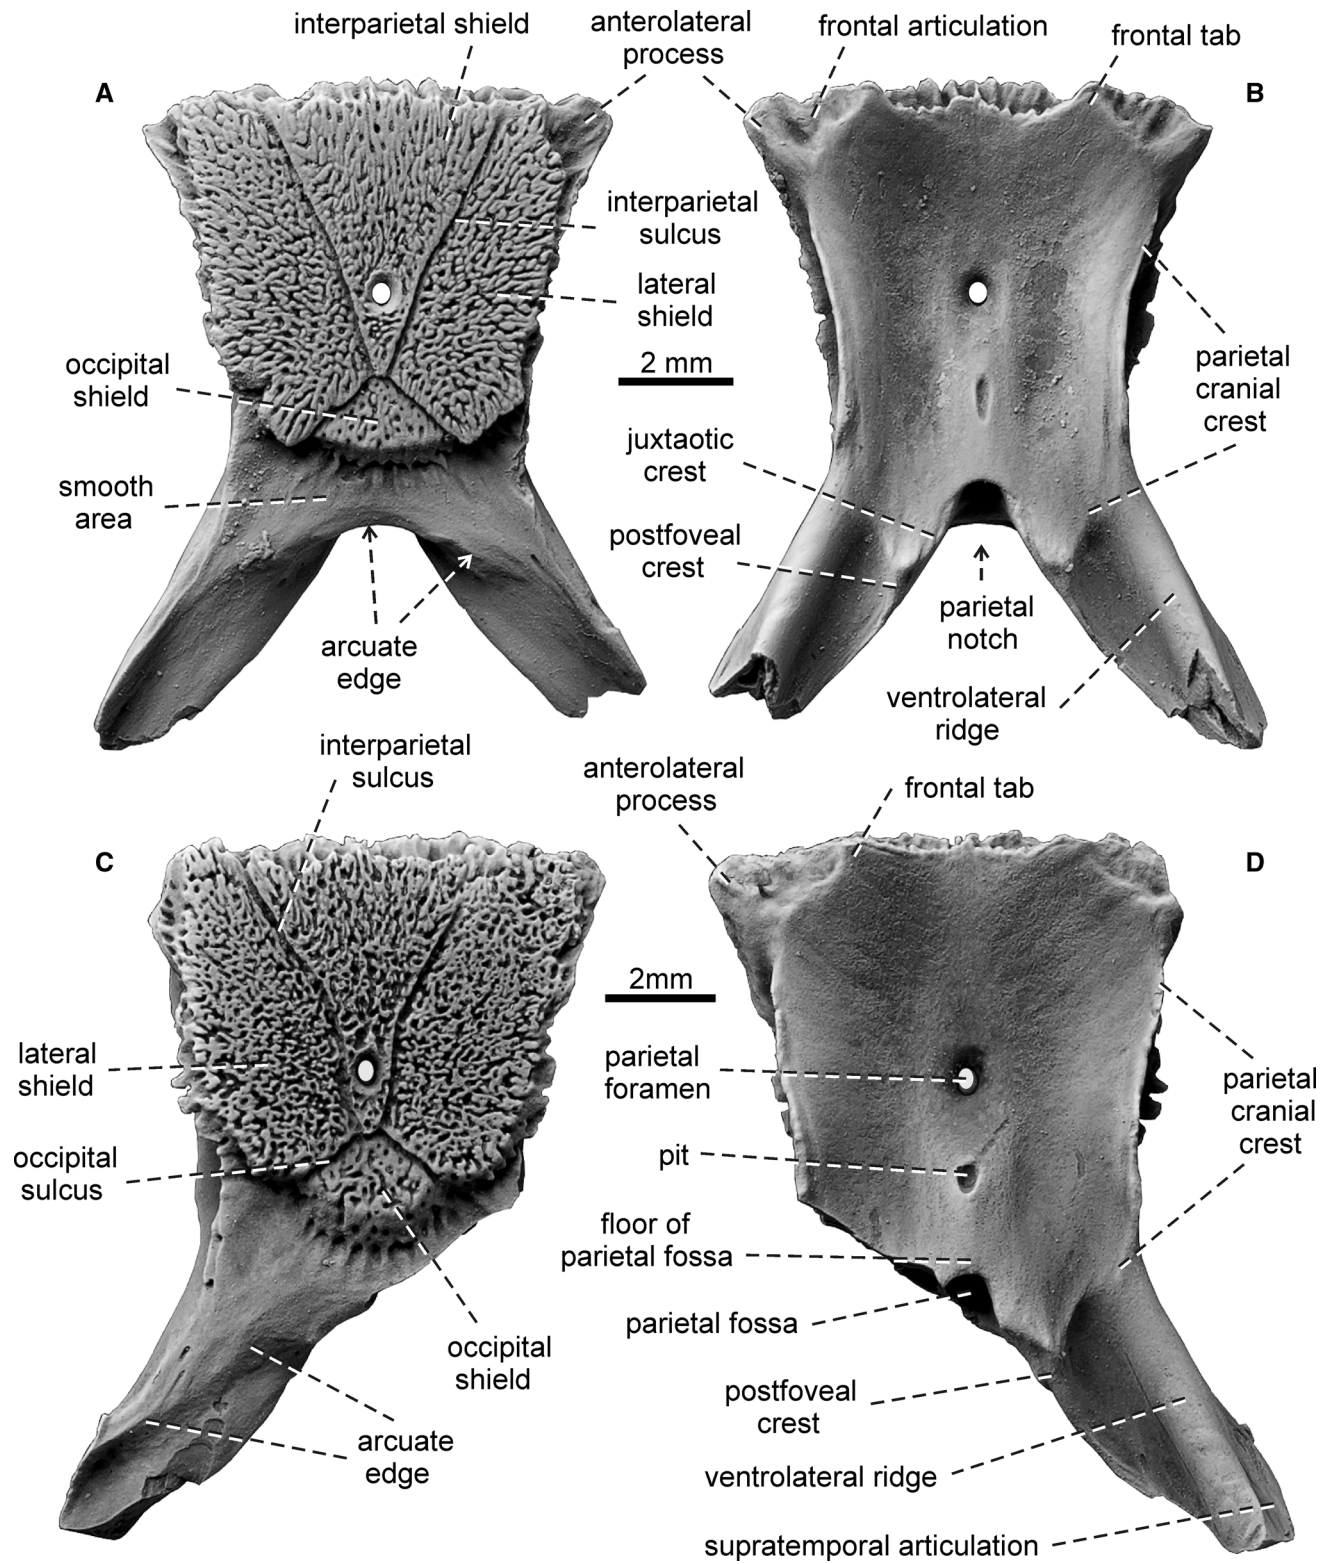 interparietal shield
anterolateral
process
frontal articulation
frontal tab
A
B
interparietal
sulcus
lateral
shield
occipital
shield
2 mm
parietal
cranial
crest
juxtaotic
crest
smooth
area
postfoveal
crest
parietal
notch
arcuate
edge
ventrolateral
ridge
interparietal
sulcus
anterolateral
process
frontal tab
C
D
2mm
lateral
shield
parietal
foramen
parietal
cranial
crest
occipital
sulcus
pit
floor of
parietal fossa
parietal fossa
occipital
shield
postfoveal
crest
arcuate
edge
ventrolateral ridge
supratemporal articulation